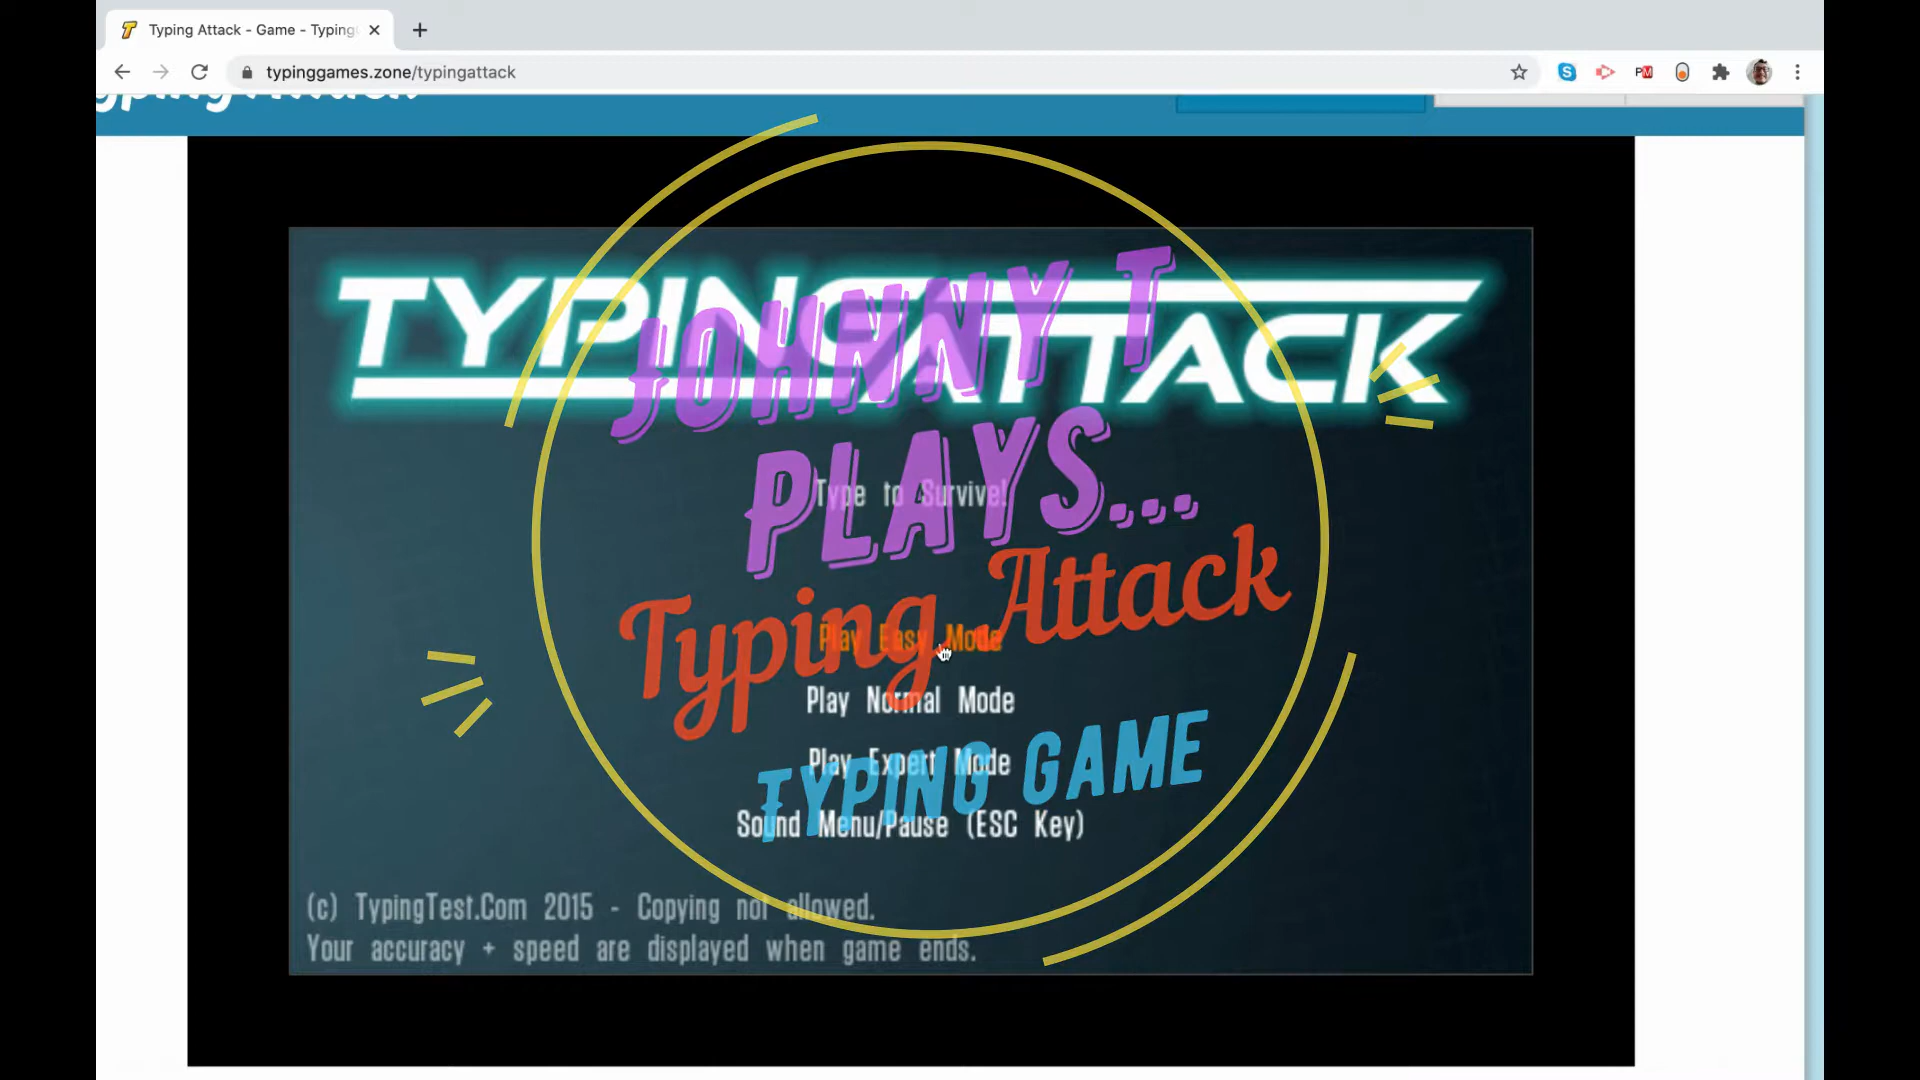 Typing Attack - Game - Typing
typinggames.zone/typingattack
Typing Attack
TYPING ATTACK
JOHNNY T
PLAYS...
Type to Survive!
Typing Attack
Play Easy Mode
Play Normal Mode
Play Expert Mode
TYPING GAME
Sound Menu/Pause (ESC Key)
(c) TypingTest.Com 2015 - Copying not allowed.
Your accuracy + speed are displayed when game ends.